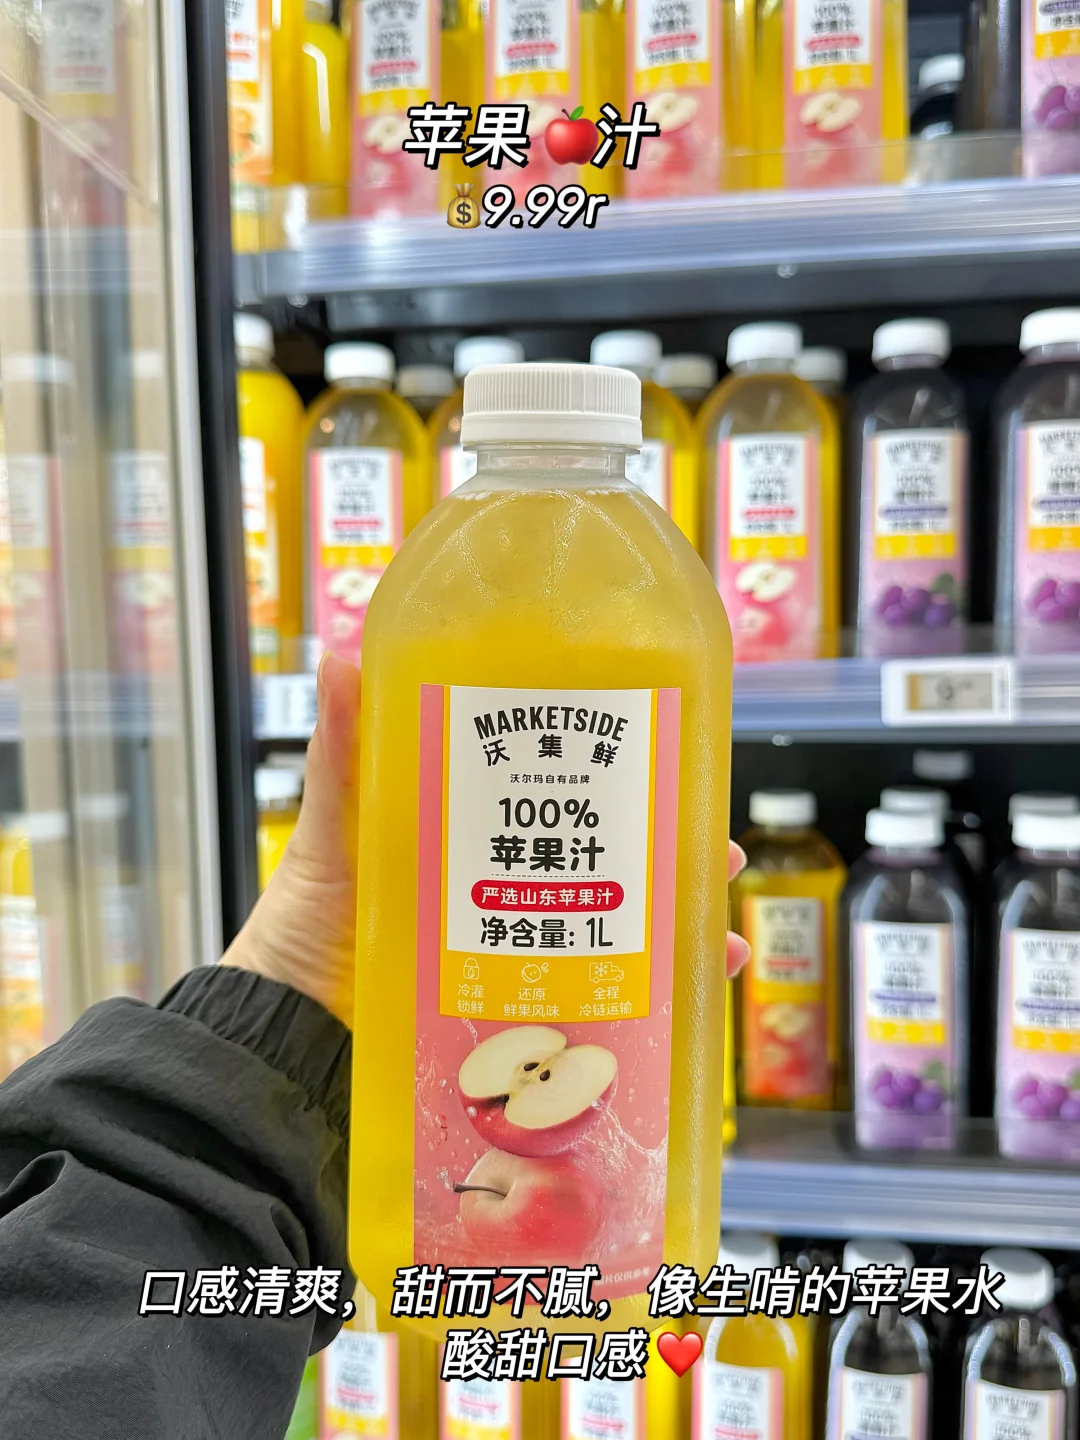 苹果🍎汁
💰9.99r
MARKETSIDE
沃集鲜
沃尔玛自有品牌
100%
苹果汁
严选山东苹果汁
净含量: 1L
冷灌 还原 全程
锁鲜 鲜果风味 冷链运输
口感清爽，甜而不腻，像生啃的苹果水
酸甜口感❤️
MARKETSIDE
MARKETSIDE